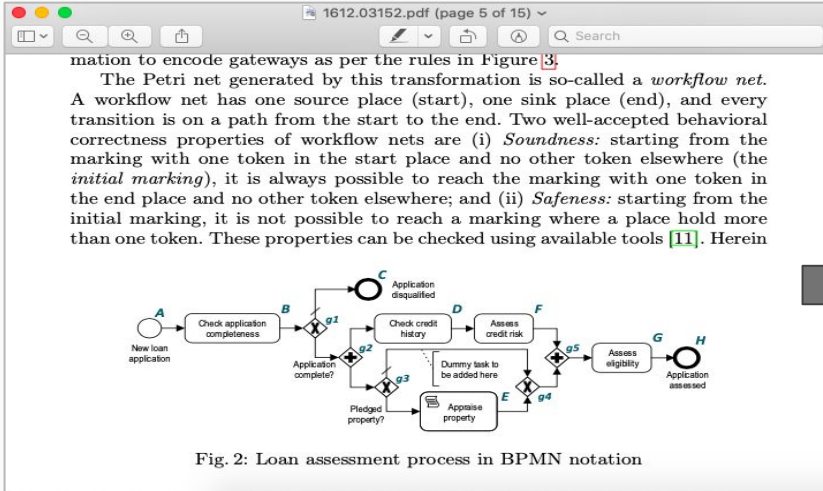 1612.03152.pdf (page 5 of 15)
Search
mation to encode gateways as per the rules in Figure 3.
The Petri net generated by this transformation is so-called a workflow net.
A workflow net has one source place (start), one sink place (end), and every
transition is on a path from the start to the end. Two well-accepted behavioral
correctness properties of workflow nets are (i) Soundness: starting from the
marking with one token in the start place and no other token elsewhere (the
initial marking), it is always possible to reach the marking with one token in
the end place and no other token elsewhere; and (ii) Safeness: starting from the
initial marking, it is not possible to reach a marking where a place hold more
than one token. These properties can be checked using available tools [11]. Herein
A
New loan
application
Check application
completeness
B
X
g1
C
Application
disqualified
Application
complete?
g2
Check credit
history
D
Assess
credit risk
F
Dummy task to
be added here
X
g3
Pledged
property?
Appraise
property
E
X
g4
g5
Assess
eligibility
G
H
Application
assessed
Fig. 2: Loan assessment process in BPMN notation